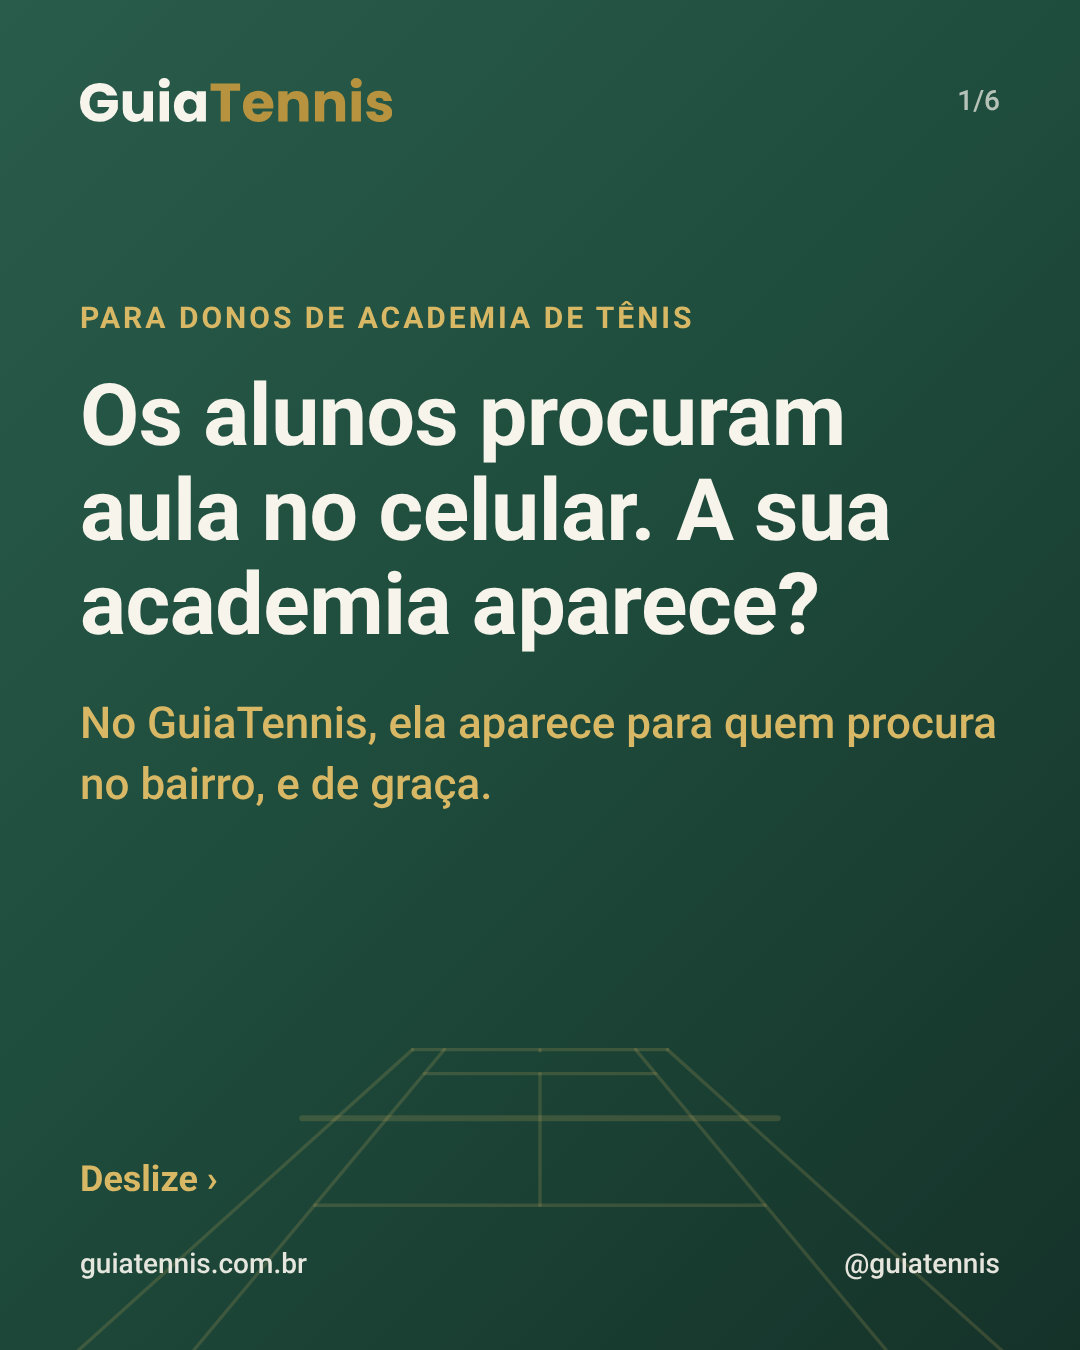 GuiaTennis
1/6
PARA DONOS DE ACADEMIA DE TÊNIS
Os alunos procuram
aula no celular. A sua
academia aparece?
No GuiaTennis, ela aparece para quem procura
no bairro, e de graça.
Deslize ›
guiatennis.com.br
@guiatennis